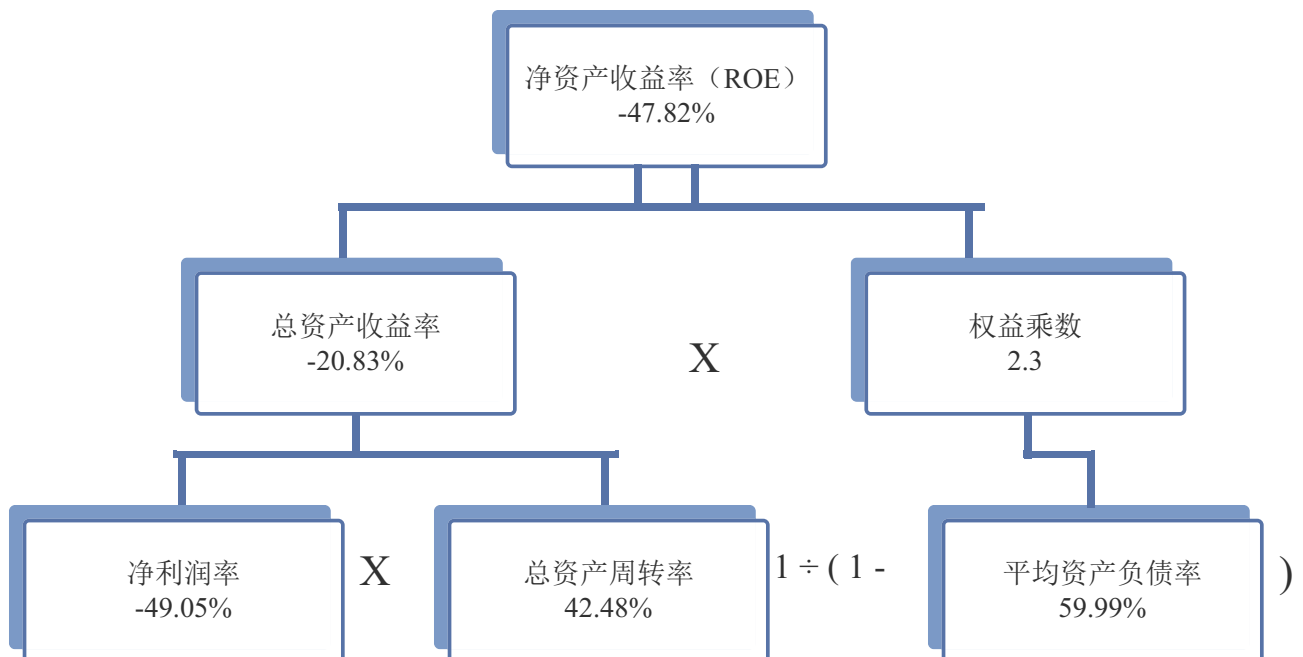 净资产收益率（ROE）
-47.82%
总资产收益率
-20.83%
X
权益乘数
2.3
净利润率
-49.05%
X
总资产周转率
42.48%
1 ÷ ( 1 -
平均资产负债率
59.99%
)